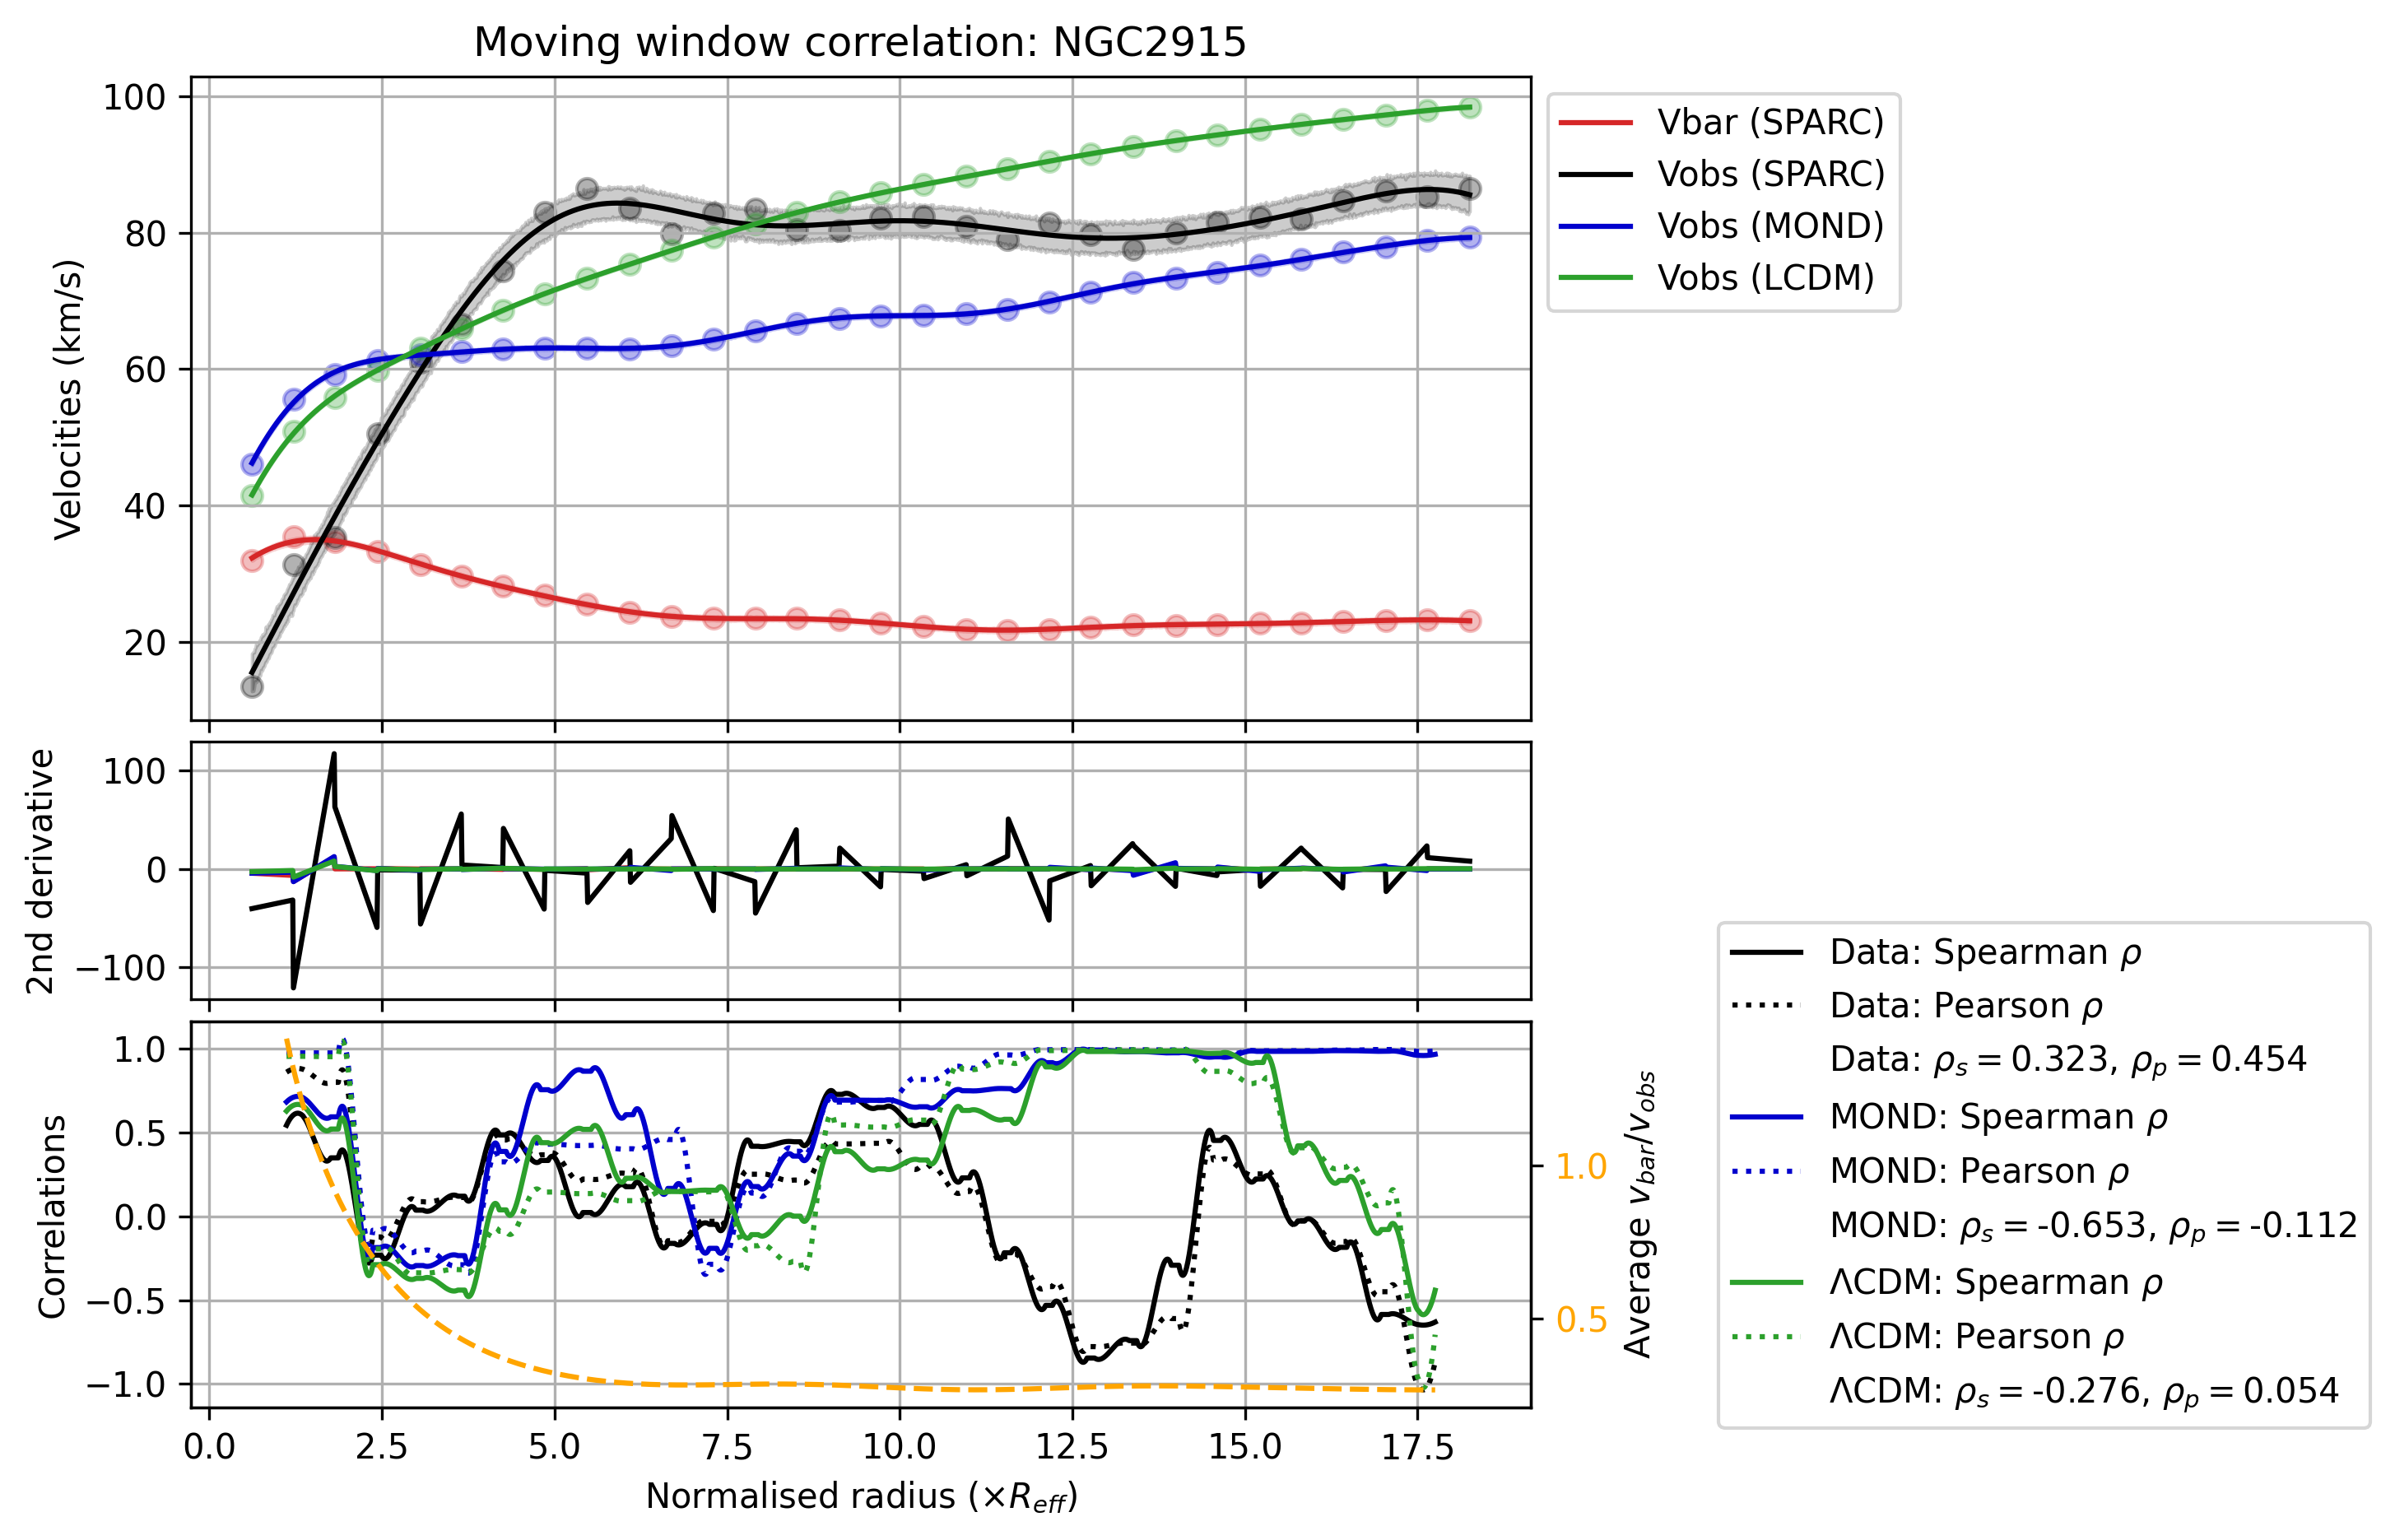 Moving window correlation: NGC2915
Velocities (km/s)
100
80
60
40
20
Vbar (SPARC)
Vobs (SPARC)
Vobs (MOND)
Vobs (LCDM)
2nd derivative
100
0
−100
Correlations
1.0
0.5
0.0
−0.5
−1.0
1.0
0.5
Average v_bar/v_obs
0.0 2.5 5.0 7.5 10.0 12.5 15.0 17.5
Normalised radius (×R_eff)
Data: Spearman ρ
Data: Pearson ρ
Data: ρ_s = 0.323, ρ_p = 0.454
MOND: Spearman ρ
MOND: Pearson ρ
MOND: ρ_s = -0.653, ρ_p = -0.112
ΛCDM: Spearman ρ
ΛCDM: Pearson ρ
ΛCDM: ρ_s = -0.276, ρ_p = 0.054